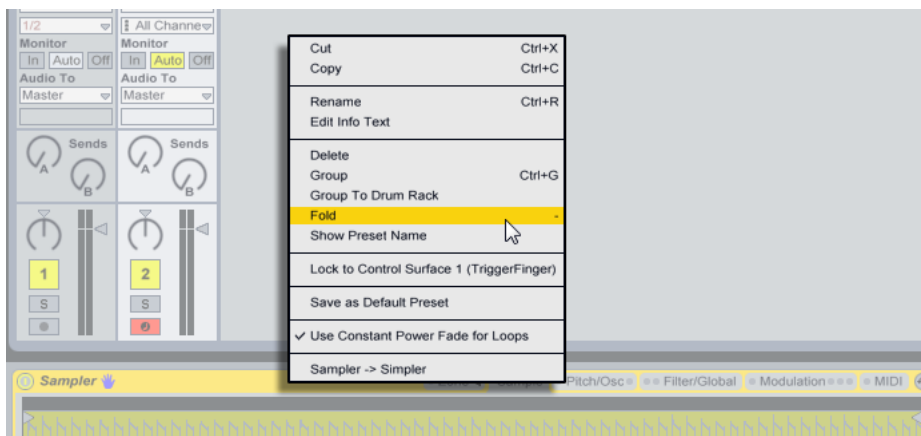 1/2
All Channe
Monitor
Monitor
In Auto Off
In Auto Off
Audio To
Audio To
Master
Master
Sends
Sends
A
B
A
B
1
2
S
S
Cut Ctrl+X
Copy Ctrl+C
Rename Ctrl+R
Edit Info Text
Delete
Group Ctrl+G
Group To Drum Rack
Fold -
Show Preset Name
Lock to Control Surface 1 (TriggerFinger)
Save as Default Preset
Use Constant Power Fade for Loops
Sampler -> Simpler
Sampler
Pitch/Osc
Filter/Global
Modulation
MIDI